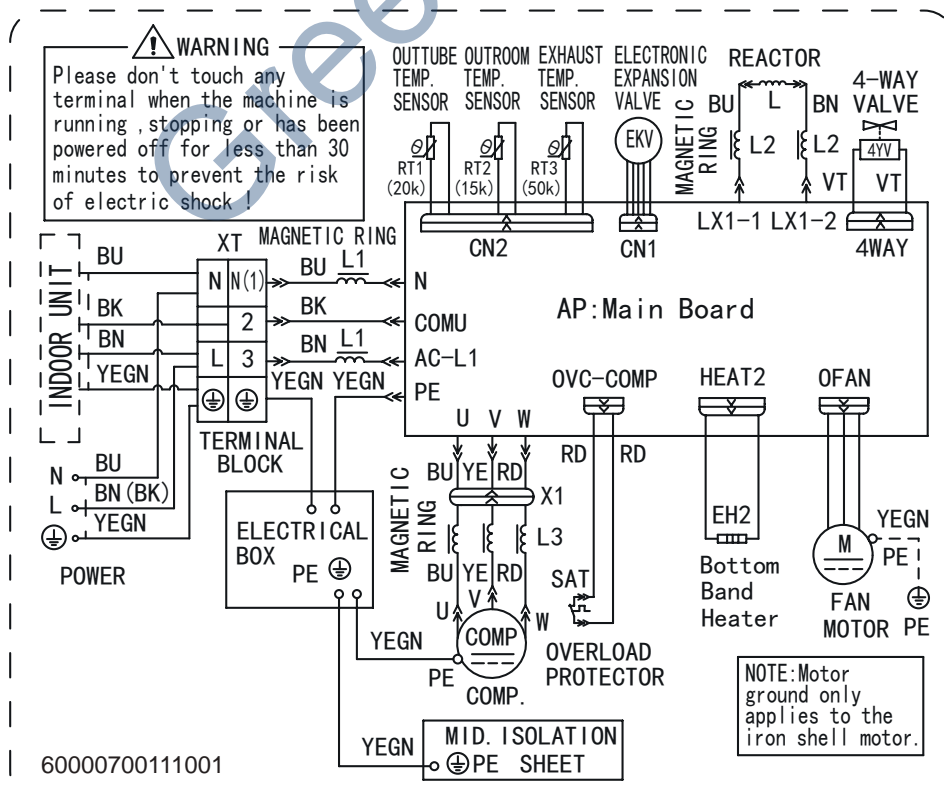 Gree
WARNING
Please don't touch any
terminal when the machine is
running ,stopping or has been
powered off for less than 30
minutes to prevent the risk
of electric shock !
OUTTUBE
TEMP.
SENSOR
OUTROOM
TEMP.
SENSOR
EXHAUST
TEMP.
SENSOR
ELECTRONIC
EXPANSION
VALVE
REACTOR
4-WAY
VALVE
RT1
(20k)
RT2
(15k)
RT3
(50k)
EKV
MAGNETIC
RING
BU
L
BN
L2
L2
4YV
VT
VT
CN2
CN1
LX1-1
LX1-2
4WAY
INDOOR UNIT
BU
BK
BN
YEGN
XT
N
N(1)
2
L
3
TERMINAL
BLOCK
MAGNETIC RING
BU
L1
BK
BN
L1
YEGN
YEGN
N
COMU
AC-L1
PE
AP:Main Board
OVC-COMP
HEAT2
OFAN
U
V
W
N
BU
L
BN(BK)
YEGN
POWER
ELECTRICAL
BOX
PE
MAGNETIC
RING
BU
YE
RD
X1
L3
BU
YE
RD
U
V
W
COMP
COMP.
PE
YEGN
RD
RD
SAT
OVERLOAD
PROTECTOR
EH2
Bottom
Band
Heater
M
FAN
MOTOR
YEGN
PE
PE
YEGN
MID. ISOLATION
PE SHEET
NOTE:Motor
ground only
applies to the
iron shell motor.
60000700111001